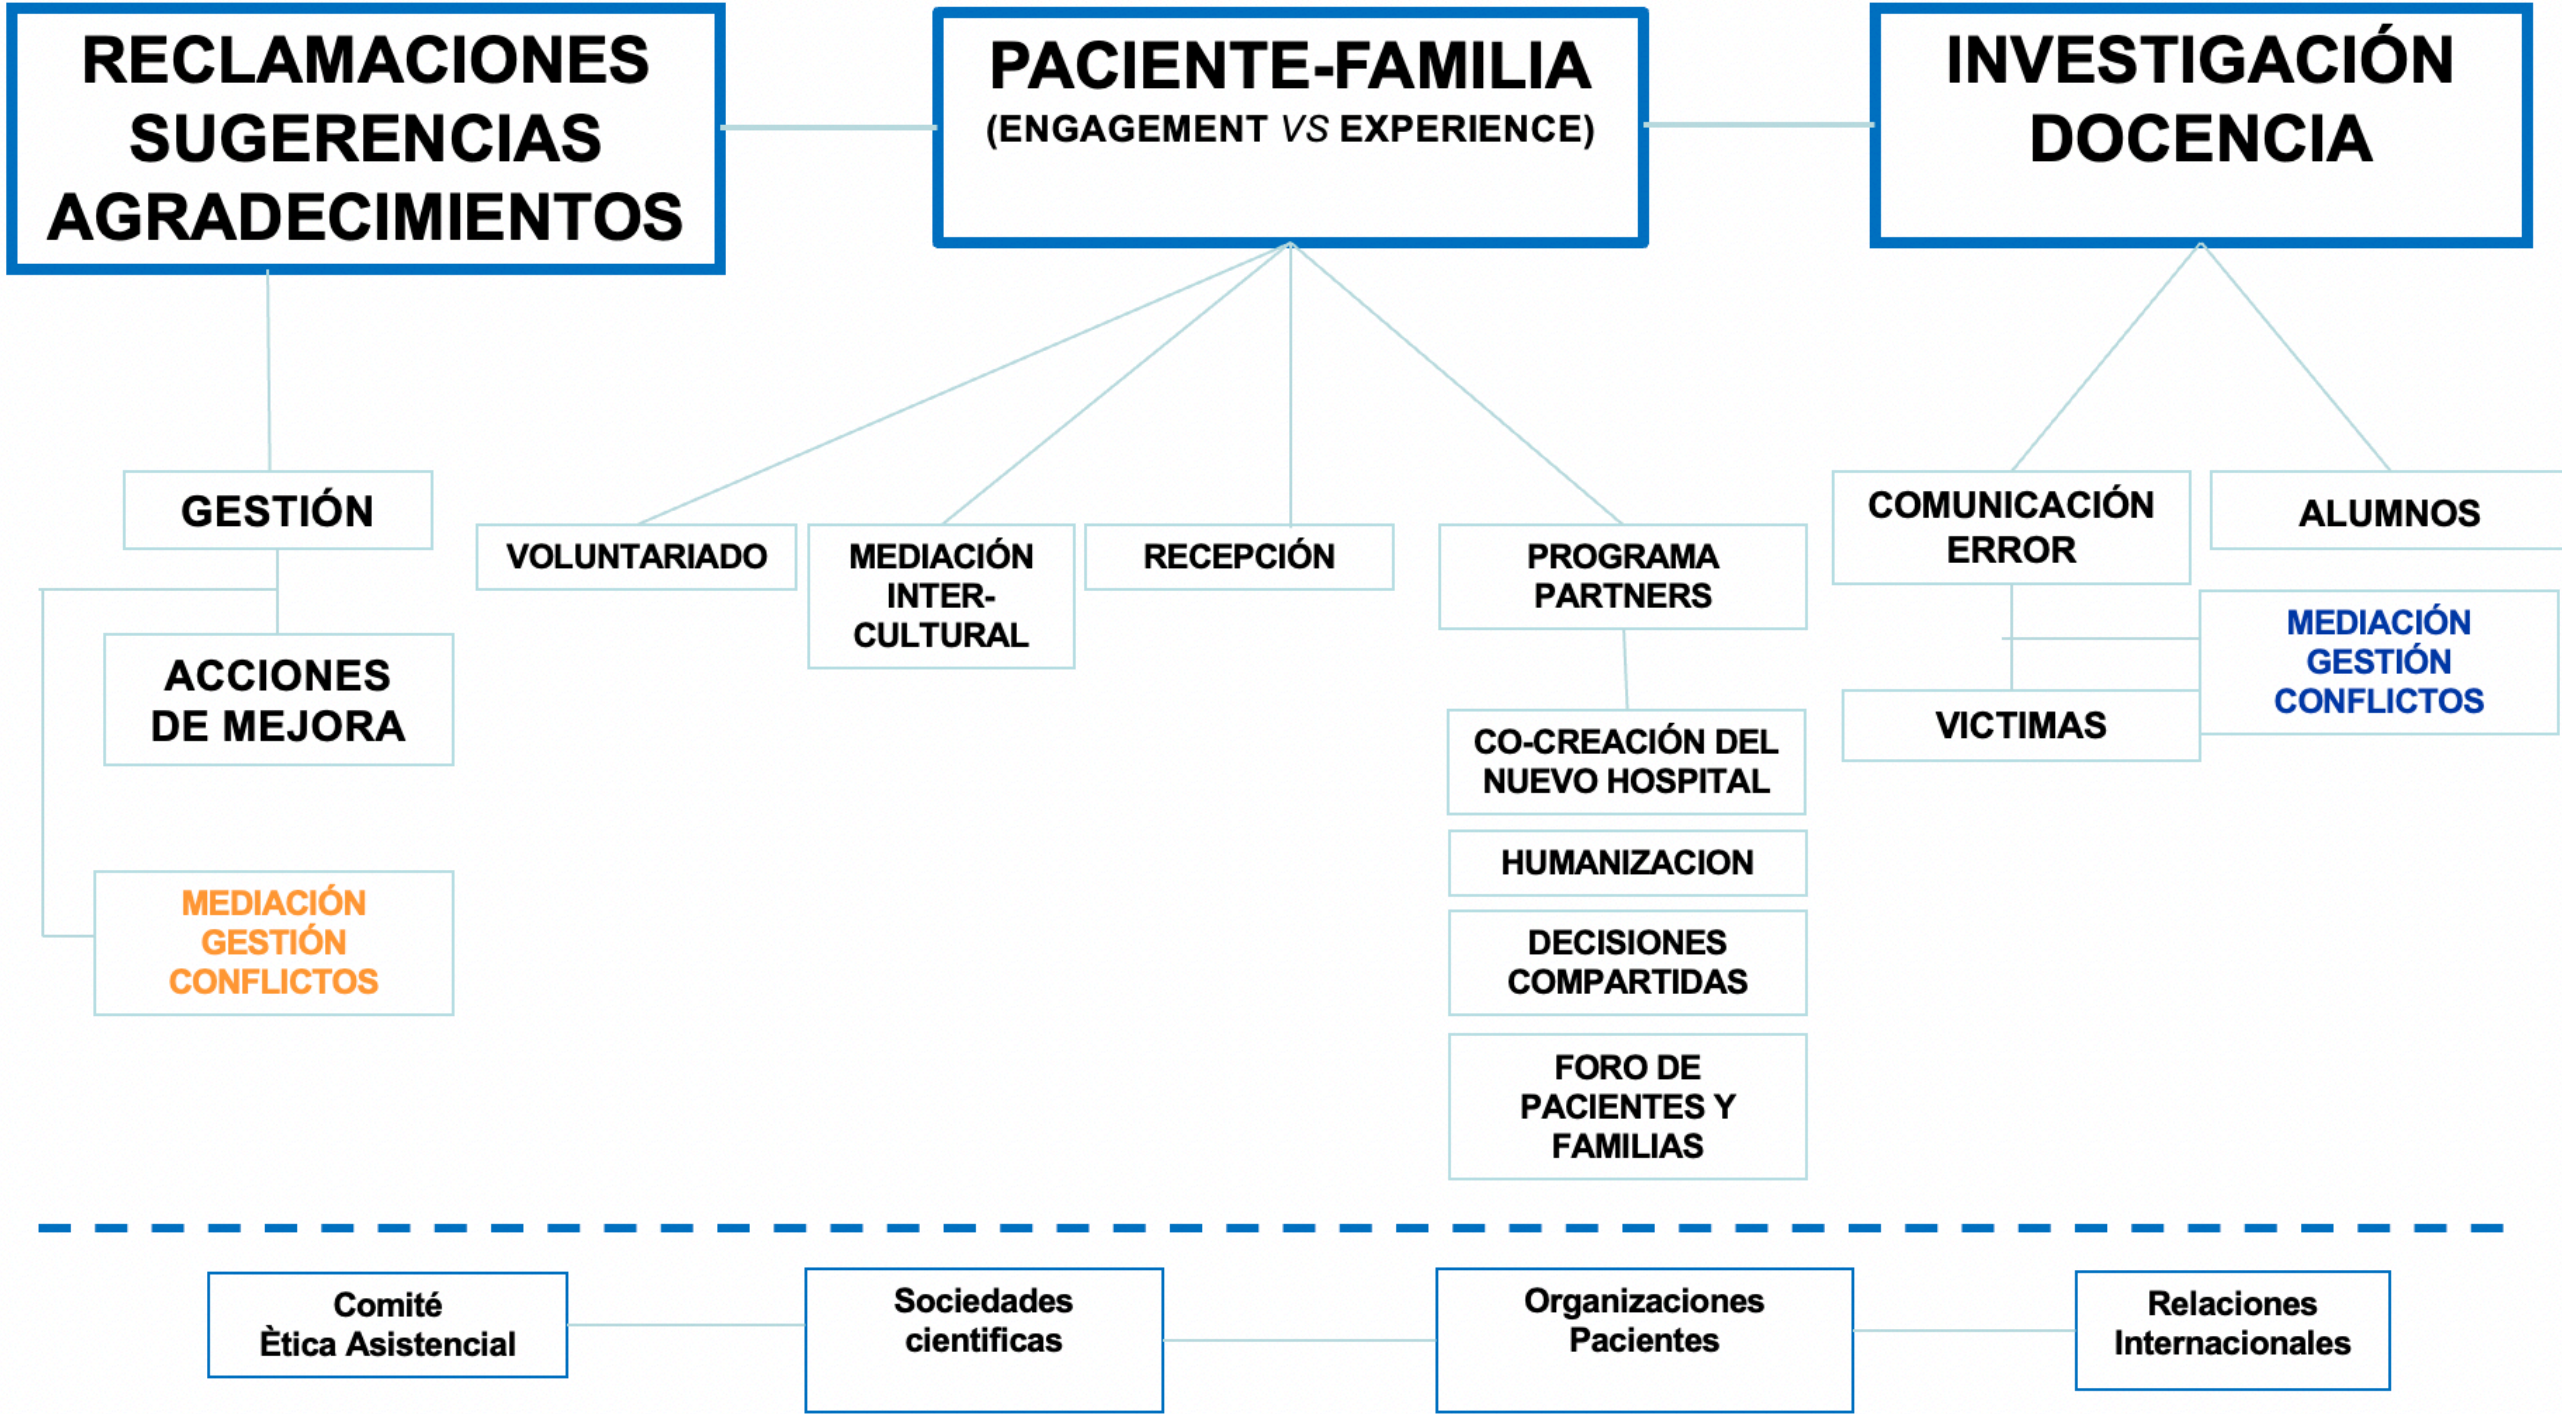 RECLAMACIONES
SUGERENCIAS
AGRADECIMIENTOS
PACIENTE-FAMILIA
(ENGAGEMENT VS EXPERIENCE)
INVESTIGACIÓN
DOCENCIA
GESTIÓN
ACCIONES
DE MEJORA
MEDIACIÓN
GESTIÓN
CONFLICTOS
VOLUNTARIADO
MEDIACIÓN
INTER-
CULTURAL
RECEPCIÓN
PROGRAMA
PARTNERS
CO-CREACIÓN DEL
NUEVO HOSPITAL
HUMANIZACION
DECISIONES
COMPARTIDAS
FORO DE
PACIENTES Y
FAMILIAS
COMUNICACIÓN
ERROR
ALUMNOS
MEDIACIÓN
GESTIÓN
CONFLICTOS
VICTIMAS
Comité
Ètica Asistencial
Sociedades
cientificas
Organizaciones
Pacientes
Relaciones
Internacionales